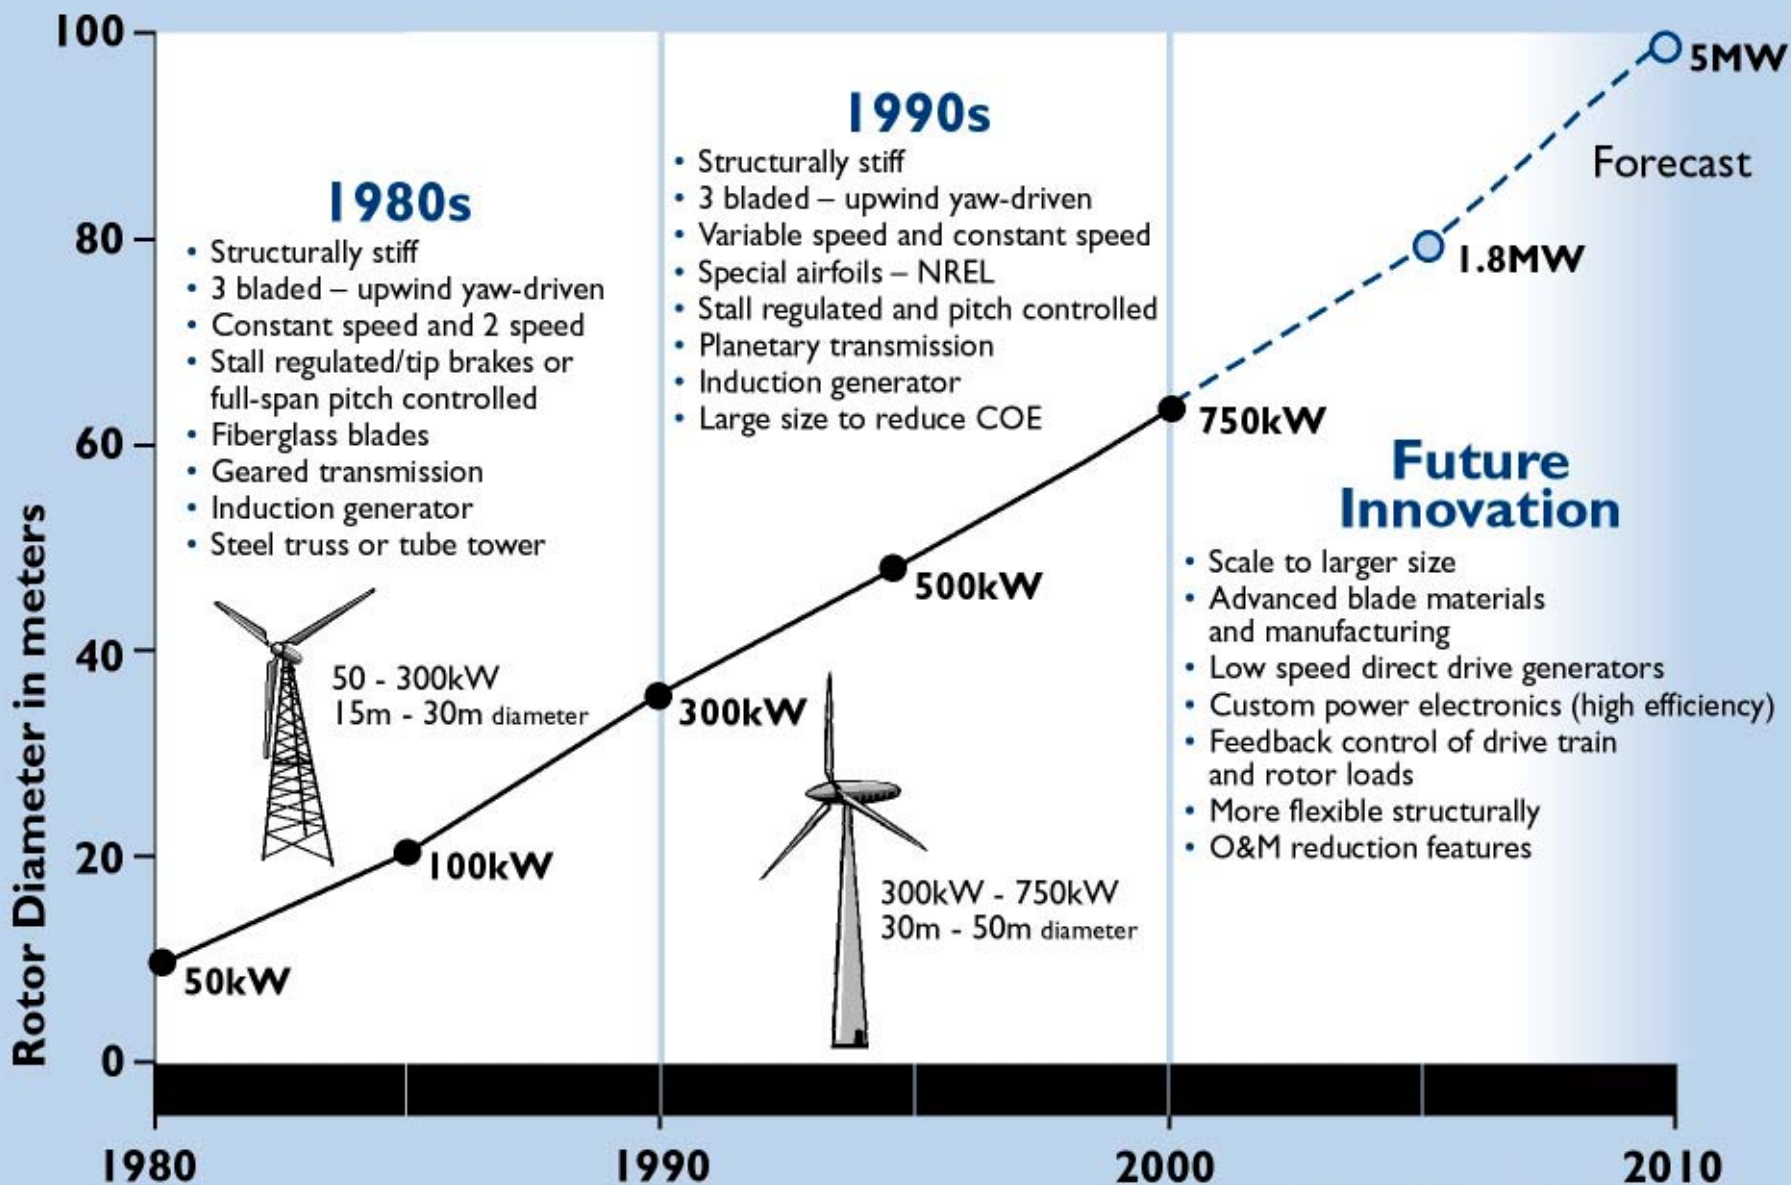 Rotor Diameter in meters
100
80
60
40
20
0
1980s
• Structurally stiff
• 3 bladed – upwind yaw-driven
• Constant speed and 2 speed
• Stall regulated/tip brakes or
full-span pitch controlled
• Fiberglass blades
• Geared transmission
• Induction generator
• Steel truss or tube tower
50 - 300kW
15m - 30m diameter
50kW
100kW
300kW
1990s
• Structurally stiff
• 3 bladed – upwind yaw-driven
• Variable speed and constant speed
• Special airfoils – NREL
• Stall regulated and pitch controlled
• Planetary transmission
• Induction generator
• Large size to reduce COE
500kW
300kW - 750kW
30m - 50m diameter
750kW
1.8MW
5MW
Forecast
Future
Innovation
• Scale to larger size
• Advanced blade materials
and manufacturing
• Low speed direct drive generators
• Custom power electronics (high efficiency)
• Feedback control of drive train
and rotor loads
• More flexible structurally
• O&M reduction features
1980
1990
2000
2010